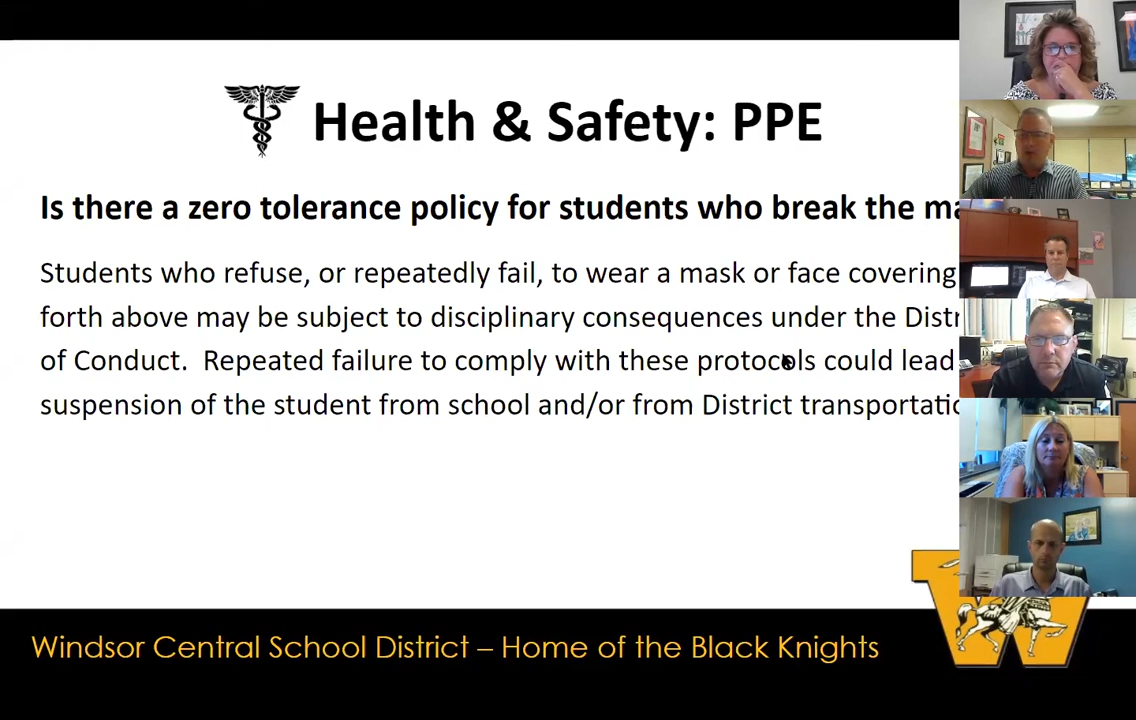 Health & Safety: PPE
Is there a zero tolerance policy for students who break the
Students who refuse, or repeatedly fail, to wear a mask or face covering
forth above may be subject to disciplinary consequences under the
of Conduct.  Repeated failure to comply with these protocols could lead
suspension of the student from school and/or from District
Windsor Central School District – Home of the Black Knights
W